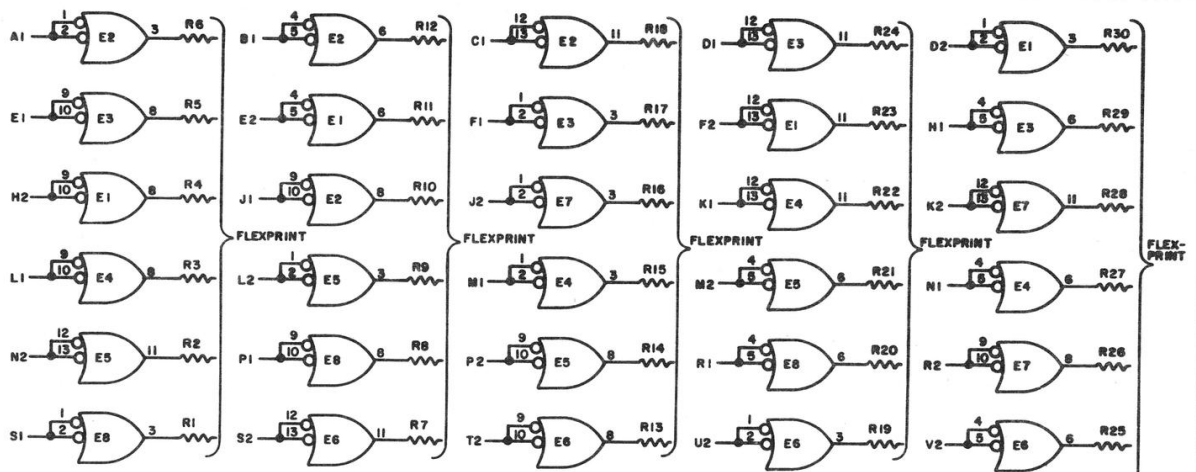 1 2 A1 E2 3 R6
4 5 B1 E2 6 R12
12 13 C1 E2 11 R18
12 13 D1 E3 11 R24
1 2 D2 E1 3 R30
9 10 E1 E3 8 R5
4 5 E2 E1 6 R11
1 2 F1 E3 3 R17
12 13 F2 E1 11 R23
4 5 H1 E3 6 R29
9 10 H2 E1 8 R4
9 10 J1 E2 8 R10
1 2 J2 E7 3 R16
12 13 K1 E4 11 R22
12 13 K2 E7 11 R28
FLEXPRINT
FLEXPRINT
FLEXPRINT
FLEXPRINT
FLEX-
PRINT
9 10 L1 E4 8 R3
1 2 L2 E5 3 R9
1 2 M1 E4 3 R15
4 5 M2 E5 6 R21
4 5 N1 E4 6 R27
12 13 N2 E5 11 R2
9 10 P1 E8 8 R8
9 10 P2 E5 8 R14
4 5 R1 E8 6 R20
9 10 R2 E7 8 R26
1 2 S1 E8 3 R1
12 13 S2 E6 11 R7
9 10 T2 E6 8 R13
1 2 U2 E6 3 R19
4 5 V2 E6 6 R25